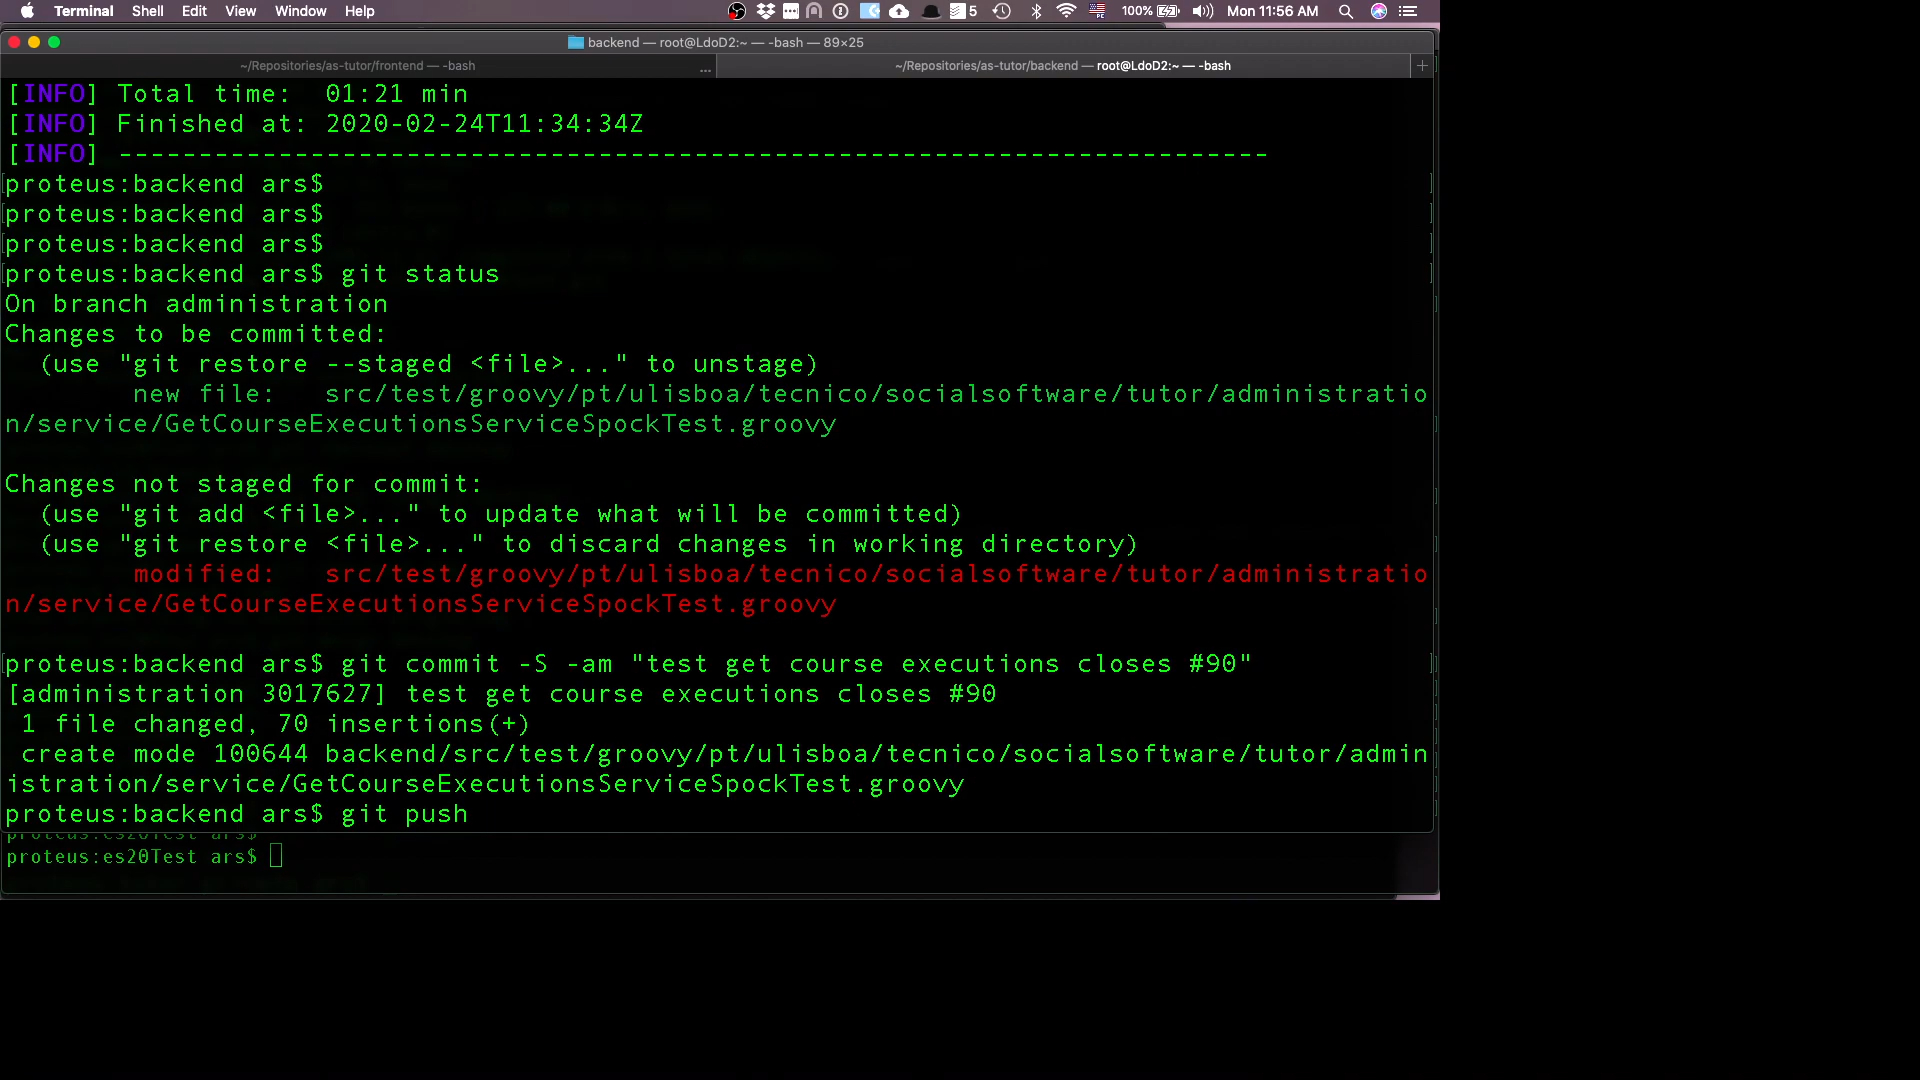 Terminal Shell Edit View Window Help 5 100% Mon 11:56 AM
backend — root@LdoD2:~ — -bash — 89×25
~/Repositories/as-tutor/frontend — -bash ... ~/Repositories/as-tutor/backend — root@LdoD2:~ — -bash +
[INFO] Total time:  01:21 min
[INFO] Finished at: 2020-02-24T11:34:34Z
[INFO] ------------------------------------------------------------------------
proteus:backend ars$
proteus:backend ars$
proteus:backend ars$
proteus:backend ars$ git status
On branch administration
Changes to be committed:
  (use "git restore --staged <file>..." to unstage)
        new file:   src/test/groovy/pt/ulisboa/tecnico/socialsoftware/tutor/administratio
n/service/GetCourseExecutionsServiceSpockTest.groovy
Changes not staged for commit:
  (use "git add <file>..." to update what will be committed)
  (use "git restore <file>..." to discard changes in working directory)
        modified:   src/test/groovy/pt/ulisboa/tecnico/socialsoftware/tutor/administratio
n/service/GetCourseExecutionsServiceSpockTest.groovy
proteus:backend ars$ git commit -S -am "test get course executions closes #90"
[administration 3017627] test get course executions closes #90
 1 file changed, 70 insertions(+)
 create mode 100644 backend/src/test/groovy/pt/ulisboa/tecnico/socialsoftware/tutor/admin
istration/service/GetCourseExecutionsServiceSpockTest.groovy
proteus:backend ars$ git push
proteus:es20Test ars$
proteus:es20Test ars$